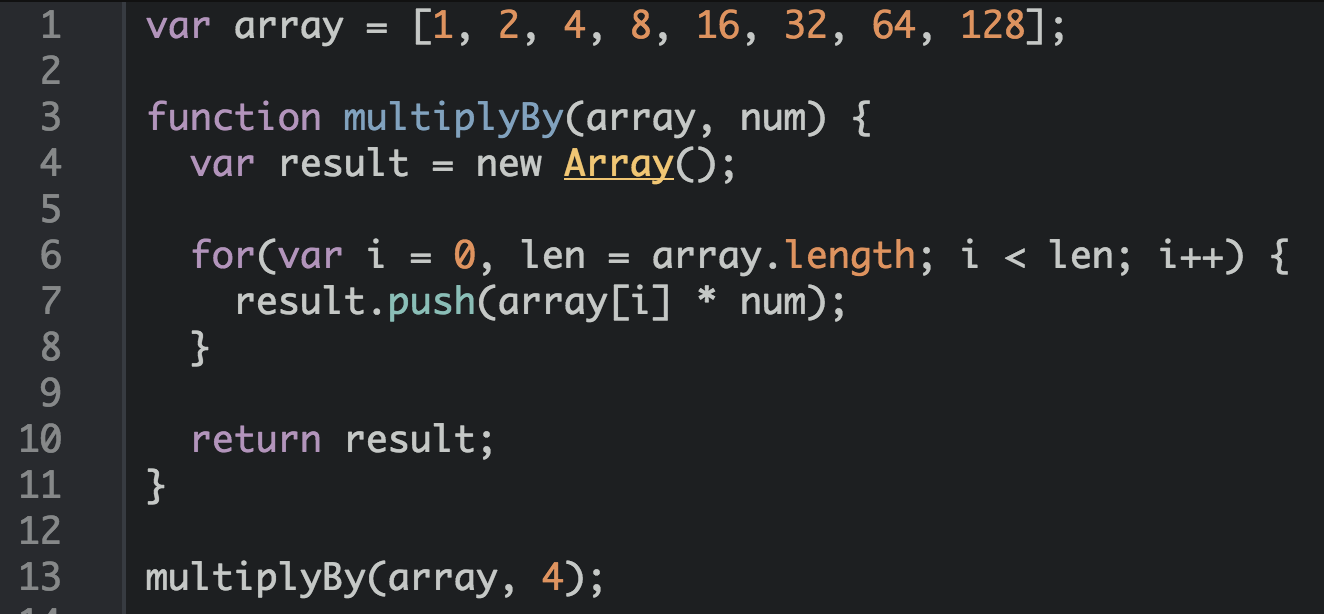 1 var array = [1, 2, 4, 8, 16, 32, 64, 128];
2
3 function multiplyBy(array, num) {
4   var result = new Array();
5
6   for(var i = 0, len = array.length; i < len; i++) {
7     result.push(array[i] * num);
8   }
9
10   return result;
11 }
12
13 multiplyBy(array, 4);